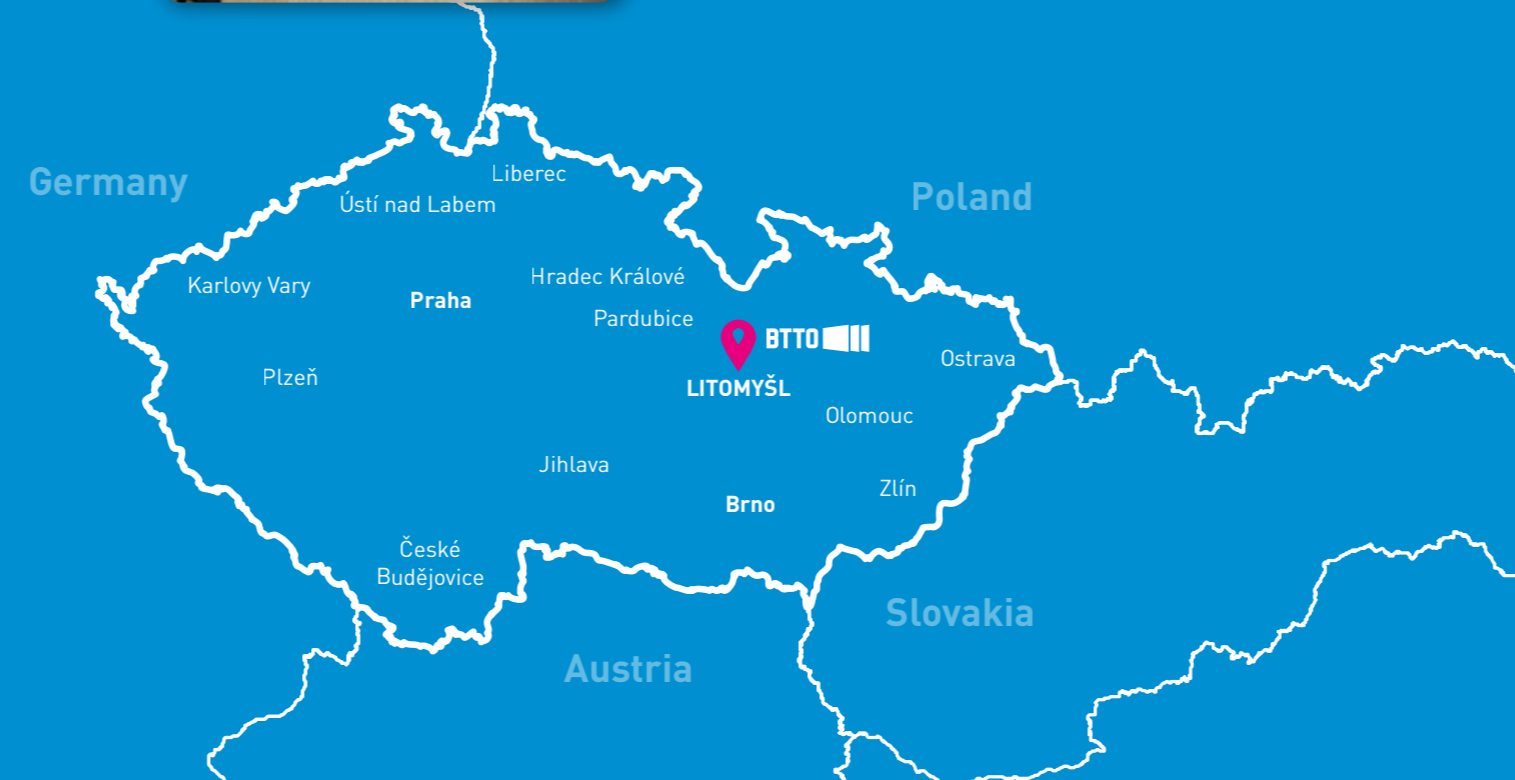 Liberec
Germany
Poland
Ústí nad Labem
Hradec Králové
Karlovy Vary
Praha
Pardubice
BTTO
Ostrava
Plzeň
LITOMYŠL
Olomouc
Jihlava
Zlín
Brno
České
Budějovice
Slovakia
Austria